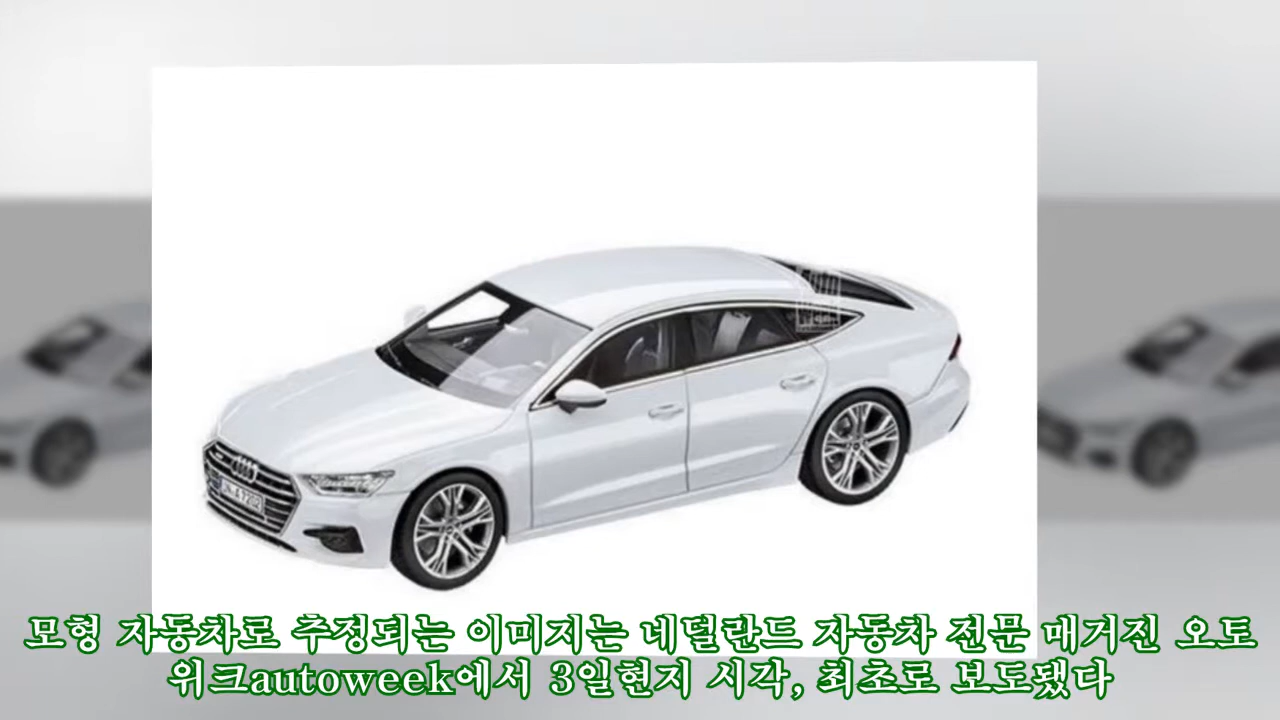 모형 자동차로 추정되는 이미지는 네덜란드 자동차 전문 매거진 오토
위크autoweek에서 3일현지 시각, 최초로 보도됐다